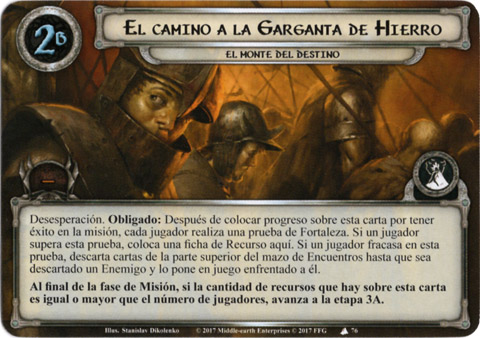 2B
El camino a la Garganta de Hierro
El Monte del Destino
Desesperación. Obligado: Después de colocar progreso sobre esta carta por tener
éxito en la misión, cada jugador realiza una prueba de Fortaleza. Si un jugador
supera esta prueba, coloca una ficha de Recurso aquí. Si un jugador fracasa en esta
prueba, descarta cartas de la parte superior del mazo de Encuentros hasta que sea
descartado un Enemigo y lo pone en juego enfrentado a él.
Al final de la fase de Misión, si la cantidad de recursos que hay sobre esta carta
es igual o mayor que el número de jugadores, avanza a la etapa 3A.
Illus. Stanislav Dikolenko © 2017 Middle-earth Enterprises © 2017 FFG 76